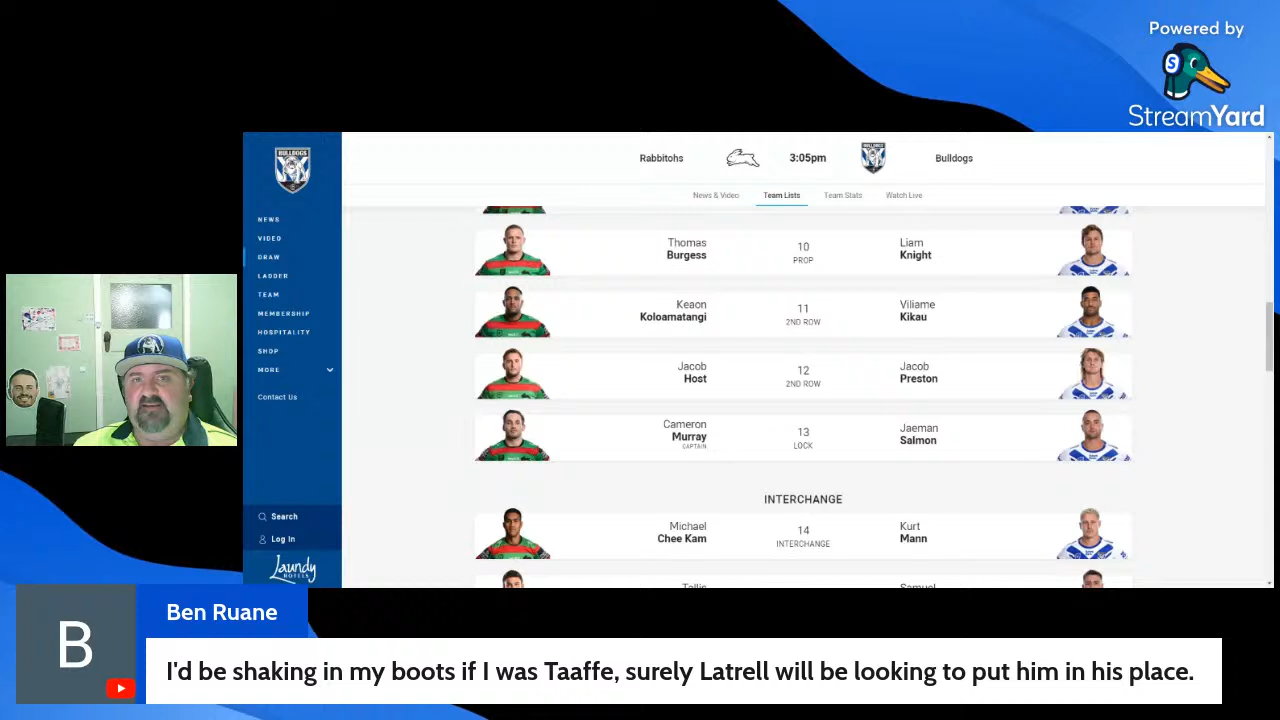 Powered by
StreamYard
BULLDOGS
Rabbitohs
3:05pm
Bulldogs
News & Video
Team Lists
Team Stats
Watch Live
NEWS
VIDEO
DRAW
LADDER
TEAM
MEMBERSHIP
HOSPITALITY
SHOP
MORE
Contact Us
Search
Log In
Laundy
HOTELS
Thomas
Burgess
10
PROP
Liam
Knight
Keaon
Koloamatangi
11
2ND ROW
Viliame
Kikau
Jacob
Host
12
2ND ROW
Jacob
Preston
Cameron
Murray
CAPTAIN
13
LOCK
Jaeman
Salmon
INTERCHANGE
Michael
Chee Kam
14
INTERCHANGE
Kurt
Mann
B
Ben Ruane
I'd be shaking in my boots if I was Taaffe, surely Latrell will be looking to put him in his place.